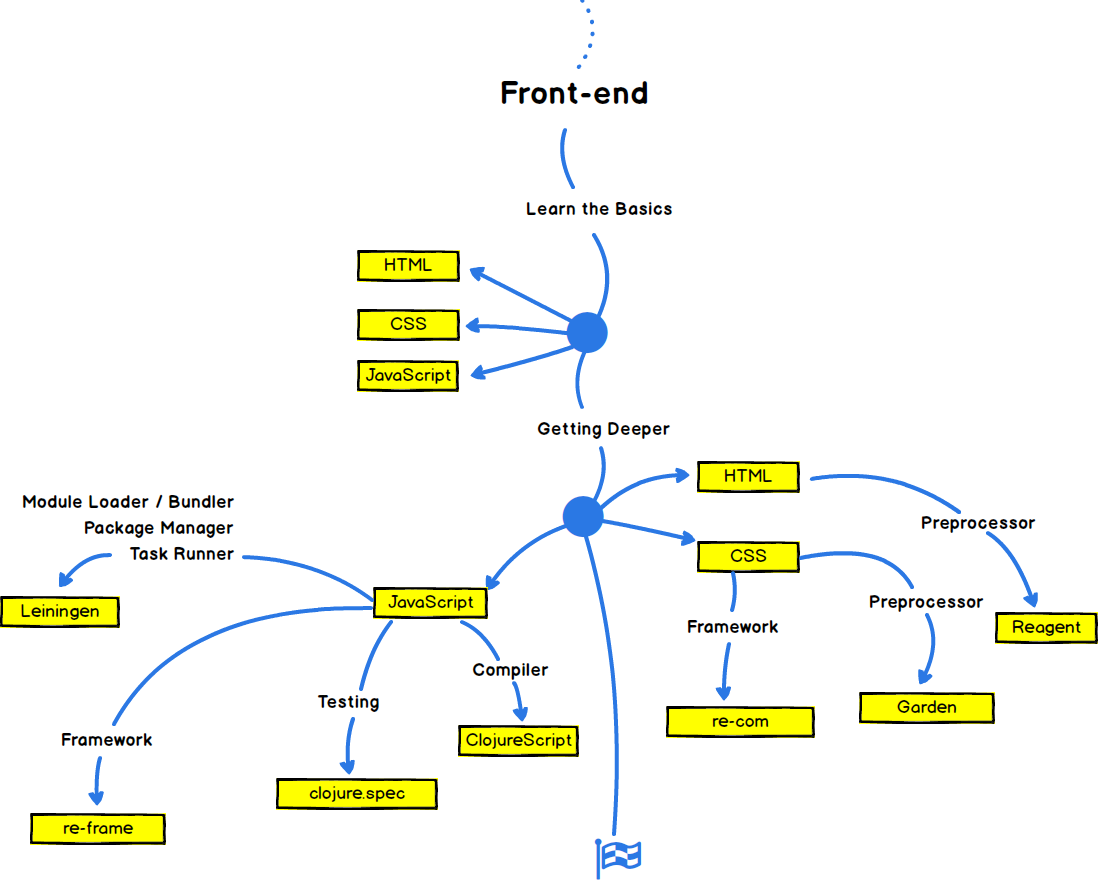 Front-end
Learn the Basics
HTML
CSS
JavaScript
Getting Deeper
HTML
Preprocessor
Reagent
CSS
Preprocessor
Garden
Framework
re-com
JavaScript
Module Loader / Bundler
Package Manager
Task Runner
Leiningen
Framework
re-frame
Testing
clojure.spec
Compiler
ClojureScript